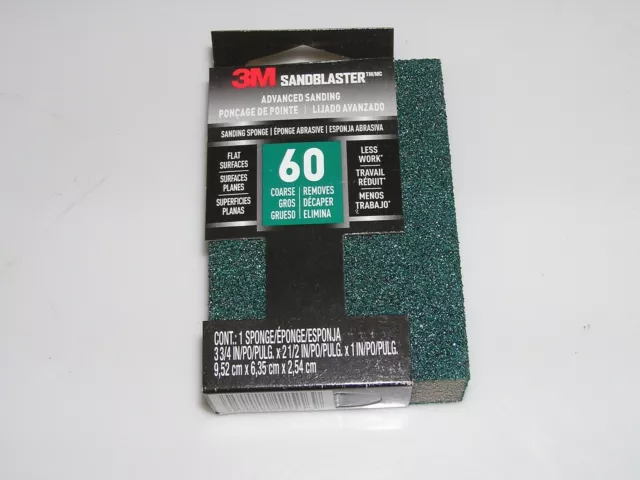 3M SANDBLASTER TM/MC
ADVANCED SANDING
PONÇAGE DE POINTE | LIJADO AVANZADO
SANDING SPONGE | ÉPONGE ABRASIVE | ESPONJA ABRASIVA
FLAT
SURFACES
SURFACES
PLANES
SUPERFICIES
PLANAS
60
COARSE | REMOVES
GROS | DÉCAPER
GRUESO | ELIMINA
LESS
WORK*
TRAVAIL
RÉDUIT*
MENOS
TRABAJO*
CONT.: 1 SPONGE/ÉPONGE/ESPONJA
3 3/4 IN/PO/PULG. x 2 1/2 IN/PO/PULG. x 1 IN/PO/PULG.
9,52 cm x 6,35 cm x 2,54 cm